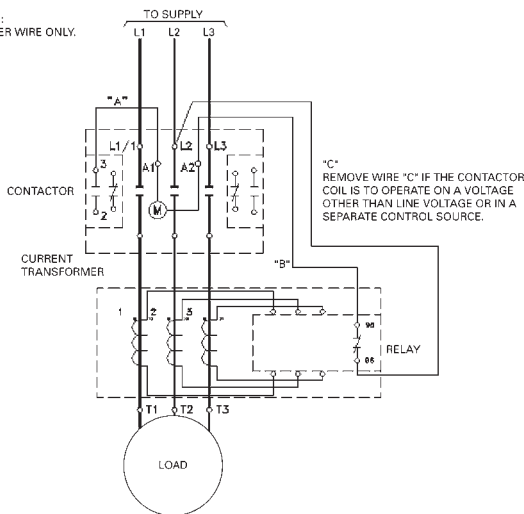 :
ER WIRE ONLY.
TO SUPPLY
L1 L2 L3
"A"
L1/1 L2 L3
3 A1 A2
"C"
REMOVE WIRE "C" IF THE CONTACTOR
COIL IS TO OPERATE ON A VOLTAGE
OTHER THAN LINE VOLTAGE OR IN A
SEPARATE CONTROL SOURCE.
CONTACTOR
2 M
CURRENT
TRANSFORMER
"B"
1 2 3
RELAY
T1 T2 T3
LOAD